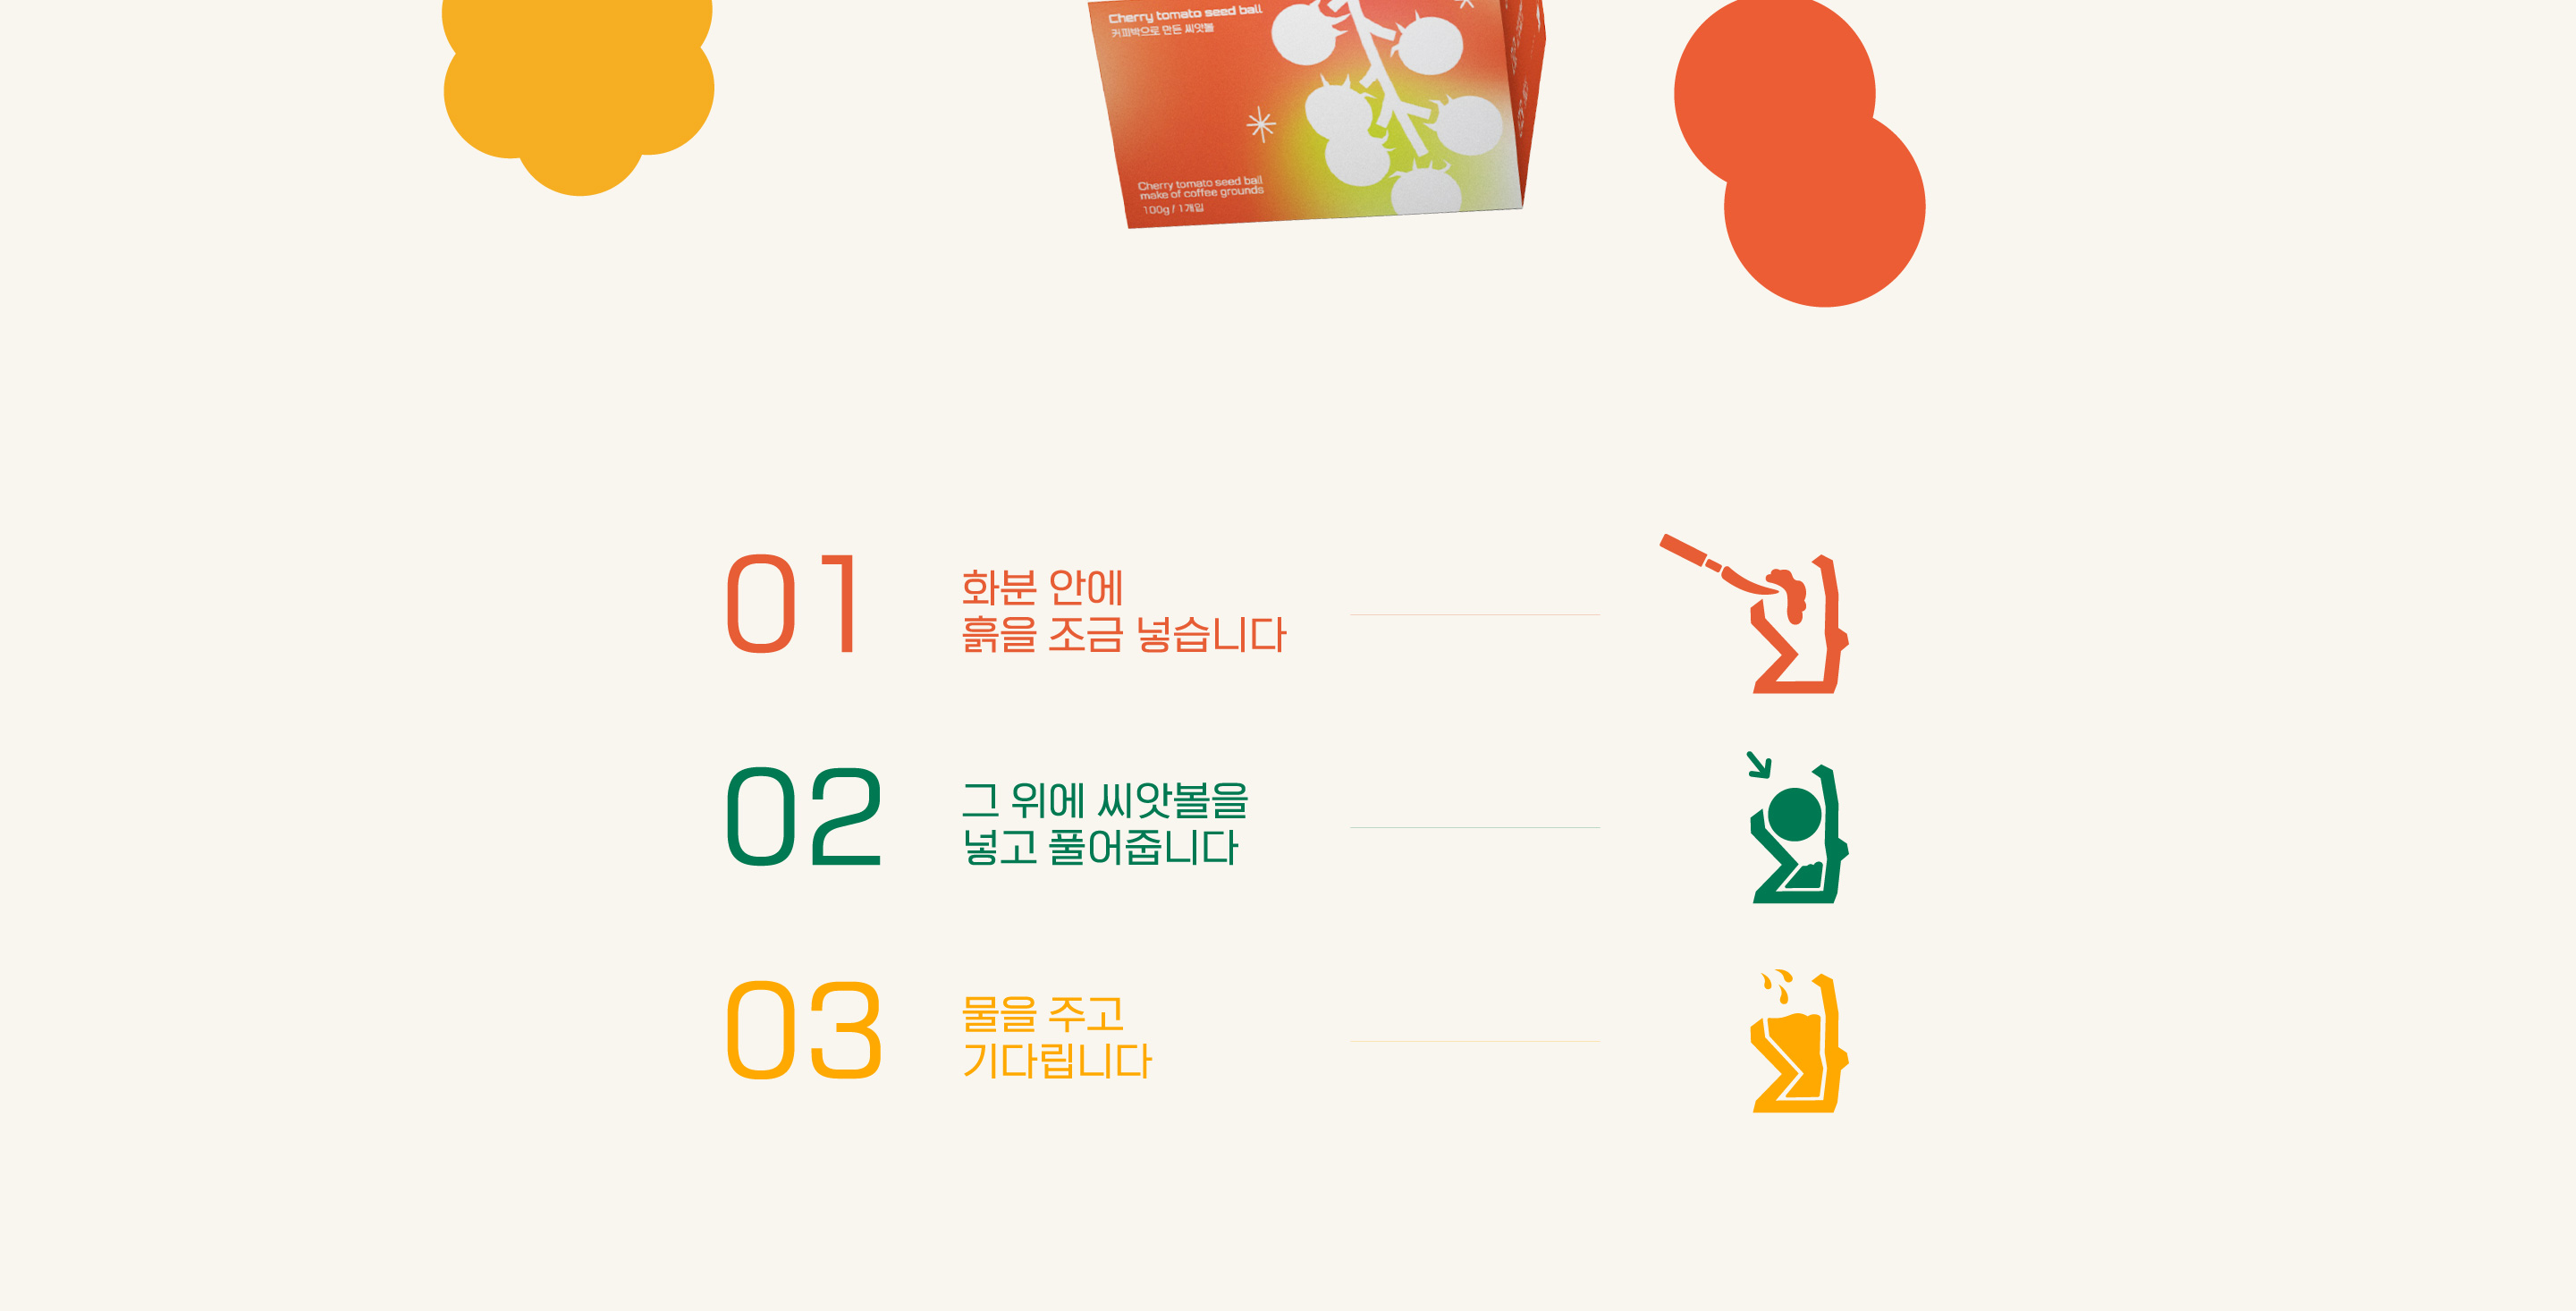 Cherry tomato seed ball
커피박으로 만든 씨앗볼
Cherry tomato seed ball
make of coffee grounds
100g / 1개입
01
화분 안에
흙을 조금 넣습니다
02
그 위에 씨앗볼을
넣고 풀어줍니다
03
물을 주고
기다립니다